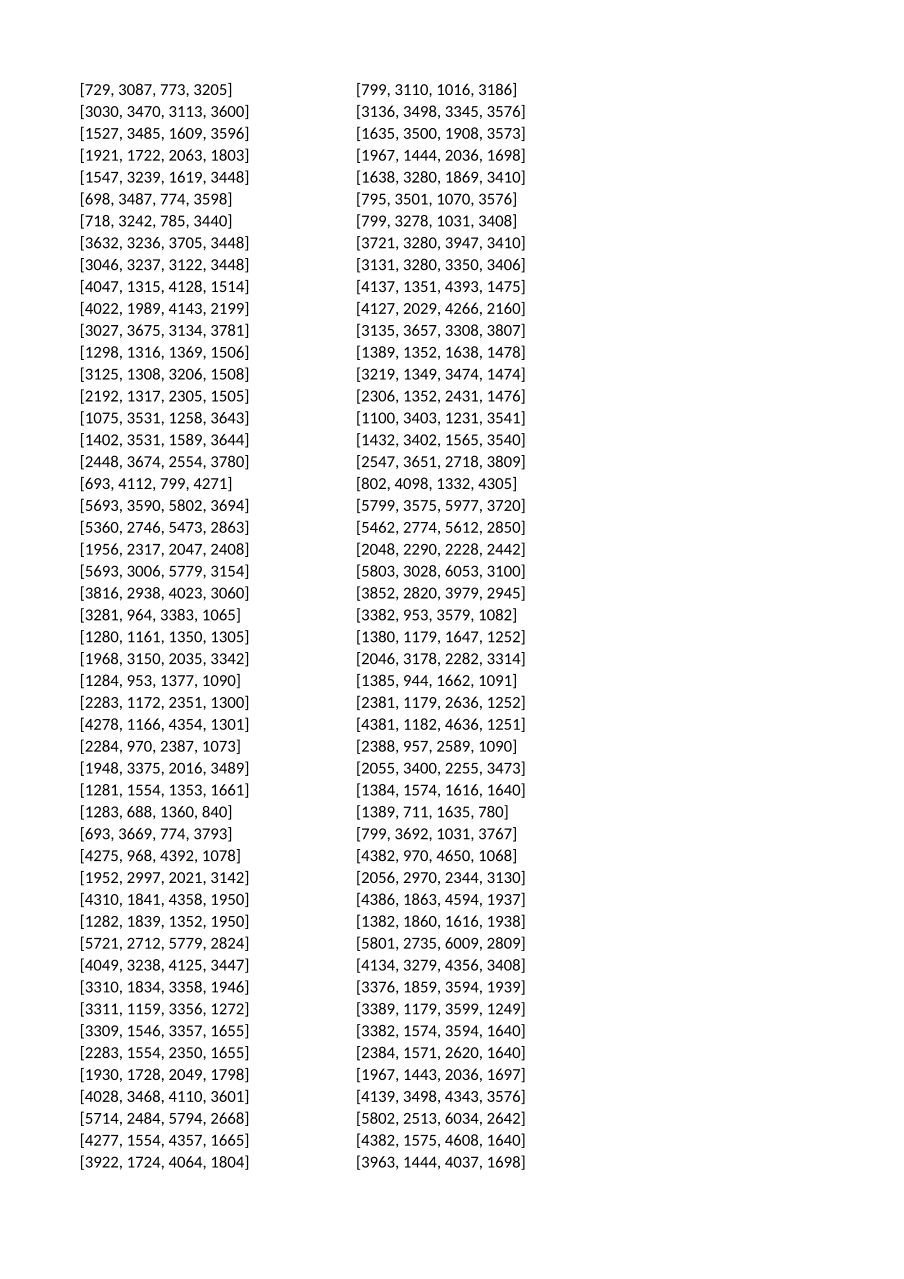 [729, 3087, 773, 3205] [799, 3110, 1016, 3186]
[3030, 3470, 3113, 3600] [3136, 3498, 3345, 3576]
[1527, 3485, 1609, 3596] [1635, 3500, 1908, 3573]
[1921, 1722, 2063, 1803] [1967, 1444, 2036, 1698]
[1547, 3239, 1619, 3448] [1638, 3280, 1869, 3410]
[698, 3487, 774, 3598] [795, 3501, 1070, 3576]
[718, 3242, 785, 3440] [799, 3278, 1031, 3408]
[3632, 3236, 3705, 3448] [3721, 3280, 3947, 3410]
[3046, 3237, 3122, 3448] [3131, 3280, 3350, 3406]
[4047, 1315, 4128, 1514] [4137, 1351, 4393, 1475]
[4022, 1989, 4143, 2199] [4127, 2029, 4266, 2160]
[3027, 3675, 3134, 3781] [3135, 3657, 3308, 3807]
[1298, 1316, 1369, 1506] [1389, 1352, 1638, 1478]
[3125, 1308, 3206, 1508] [3219, 1349, 3474, 1474]
[2192, 1317, 2305, 1505] [2306, 1352, 2431, 1476]
[1075, 3531, 1258, 3643] [1100, 3403, 1231, 3541]
[1402, 3531, 1589, 3644] [1432, 3402, 1565, 3540]
[2448, 3674, 2554, 3780] [2547, 3651, 2718, 3809]
[693, 4112, 799, 4271] [802, 4098, 1332, 4305]
[5693, 3590, 5802, 3694] [5799, 3575, 5977, 3720]
[5360, 2746, 5473, 2863] [5462, 2774, 5612, 2850]
[1956, 2317, 2047, 2408] [2048, 2290, 2228, 2442]
[5693, 3006, 5779, 3154] [5803, 3028, 6053, 3100]
[3816, 2938, 4023, 3060] [3852, 2820, 3979, 2945]
[3281, 964, 3383, 1065] [3382, 953, 3579, 1082]
[1280, 1161, 1350, 1305] [1380, 1179, 1647, 1252]
[1968, 3150, 2035, 3342] [2046, 3178, 2282, 3314]
[1284, 953, 1377, 1090] [1385, 944, 1662, 1091]
[2283, 1172, 2351, 1300] [2381, 1179, 2636, 1252]
[4278, 1166, 4354, 1301] [4381, 1182, 4636, 1251]
[2284, 970, 2387, 1073] [2388, 957, 2589, 1090]
[1948, 3375, 2016, 3489] [2055, 3400, 2255, 3473]
[1281, 1554, 1353, 1661] [1384, 1574, 1616, 1640]
[1283, 688, 1360, 840] [1389, 711, 1635, 780]
[693, 3669, 774, 3793] [799, 3692, 1031, 3767]
[4275, 968, 4392, 1078] [4382, 970, 4650, 1068]
[1952, 2997, 2021, 3142] [2056, 2970, 2344, 3130]
[4310, 1841, 4358, 1950] [4386, 1863, 4594, 1937]
[1282, 1839, 1352, 1950] [1382, 1860, 1616, 1938]
[5721, 2712, 5779, 2824] [5801, 2735, 6009, 2809]
[4049, 3238, 4125, 3447] [4134, 3279, 4356, 3408]
[3310, 1834, 3358, 1946] [3376, 1859, 3594, 1939]
[3311, 1159, 3356, 1272] [3389, 1179, 3599, 1249]
[3309, 1546, 3357, 1655] [3382, 1574, 3594, 1640]
[2283, 1554, 2350, 1655] [2384, 1571, 2620, 1640]
[1930, 1728, 2049, 1798] [1967, 1443, 2036, 1697]
[4028, 3468, 4110, 3601] [4139, 3498, 4343, 3576]
[5714, 2484, 5794, 2668] [5802, 2513, 6034, 2642]
[4277, 1554, 4357, 1665] [4382, 1575, 4608, 1640]
[3922, 1724, 4064, 1804] [3963, 1444, 4037, 1698]